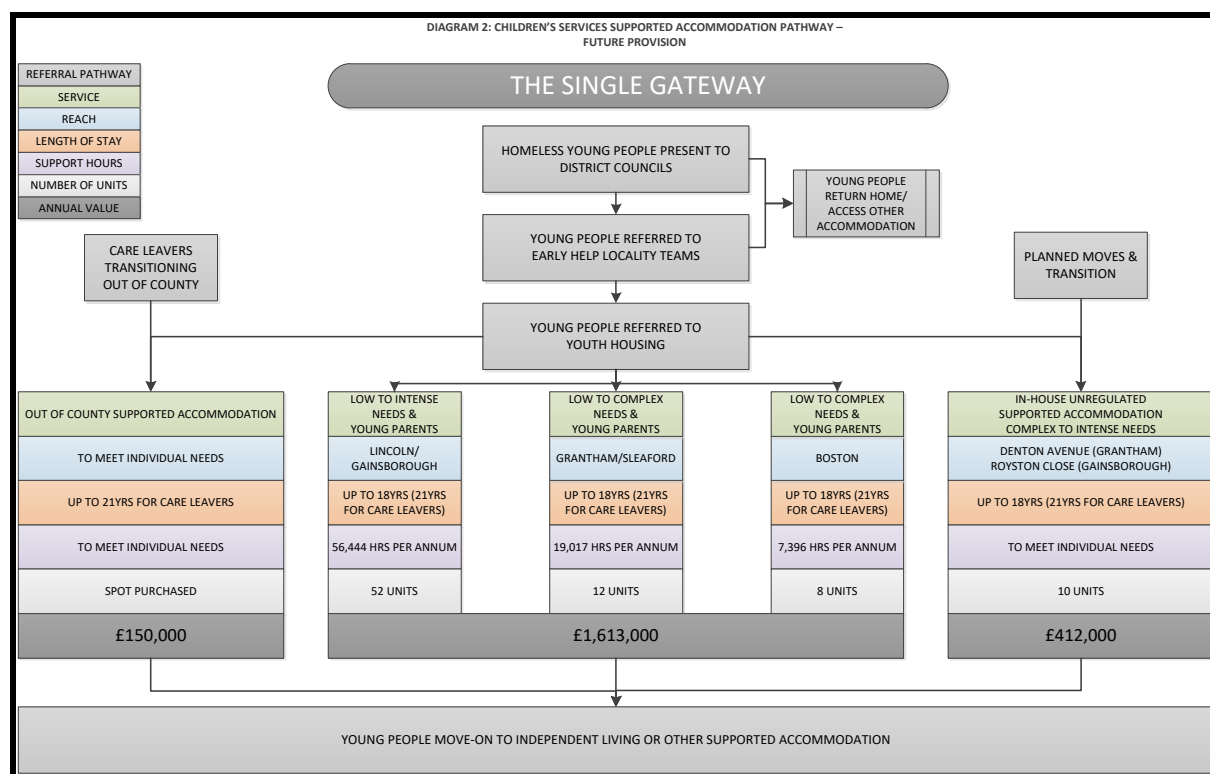 DIAGRAM 2: CHILDREN'S SERVICES SUPPORTED ACCOMMODATION PATHWAY –
FUTURE PROVISION
REFERRAL PATHWAY
SERVICE
REACH
LENGTH OF STAY
SUPPORT HOURS
NUMBER OF UNITS
ANNUAL VALUE
THE SINGLE GATEWAY
HOMELESS YOUNG PEOPLE PRESENT TO
DISTRICT COUNCILS
YOUNG PEOPLE
RETURN HOME/
ACCESS OTHER
ACCOMMODATION
YOUNG PEOPLE REFERRED TO
EARLY HELP LOCALITY TEAMS
CARE LEAVERS
TRANSITIONING
OUT OF COUNTY
PLANNED MOVES &
TRANSITION
YOUNG PEOPLE REFERRED TO
YOUTH HOUSING
OUT OF COUNTY SUPPORTED ACCOMMODATION
TO MEET INDIVIDUAL NEEDS
UP TO 21YRS FOR CARE LEAVERS
TO MEET INDIVIDUAL NEEDS
SPOT PURCHASED
£150,000
LOW TO INTENSE
NEEDS &
YOUNG PARENTS
LINCOLN/
GAINSBOROUGH
UP TO 18YRS (21YRS
FOR CARE LEAVERS)
56,444 HRS PER ANNUM
52 UNITS
LOW TO COMPLEX
NEEDS &
YOUNG PARENTS
GRANTHAM/SLEAFORD
UP TO 18YRS (21YRS
FOR CARE LEAVERS)
19,017 HRS PER ANNUM
12 UNITS
LOW TO COMPLEX
NEEDS &
YOUNG PARENTS
BOSTON
UP TO 18YRS (21YRS
FOR CARE LEAVERS)
7,396 HRS PER ANNUM
8 UNITS
£1,613,000
IN-HOUSE UNREGULATED
SUPPORTED ACCOMMODATION
COMPLEX TO INTENSE NEEDS
DENTON AVENUE (GRANTHAM)
ROYSTON CLOSE (GAINSBOROUGH)
UP TO 18YRS (21YRS FOR CARE LEAVERS)
TO MEET INDIVIDUAL NEEDS
10 UNITS
£412,000
YOUNG PEOPLE MOVE-ON TO INDEPENDENT LIVING OR OTHER SUPPORTED ACCOMMODATION